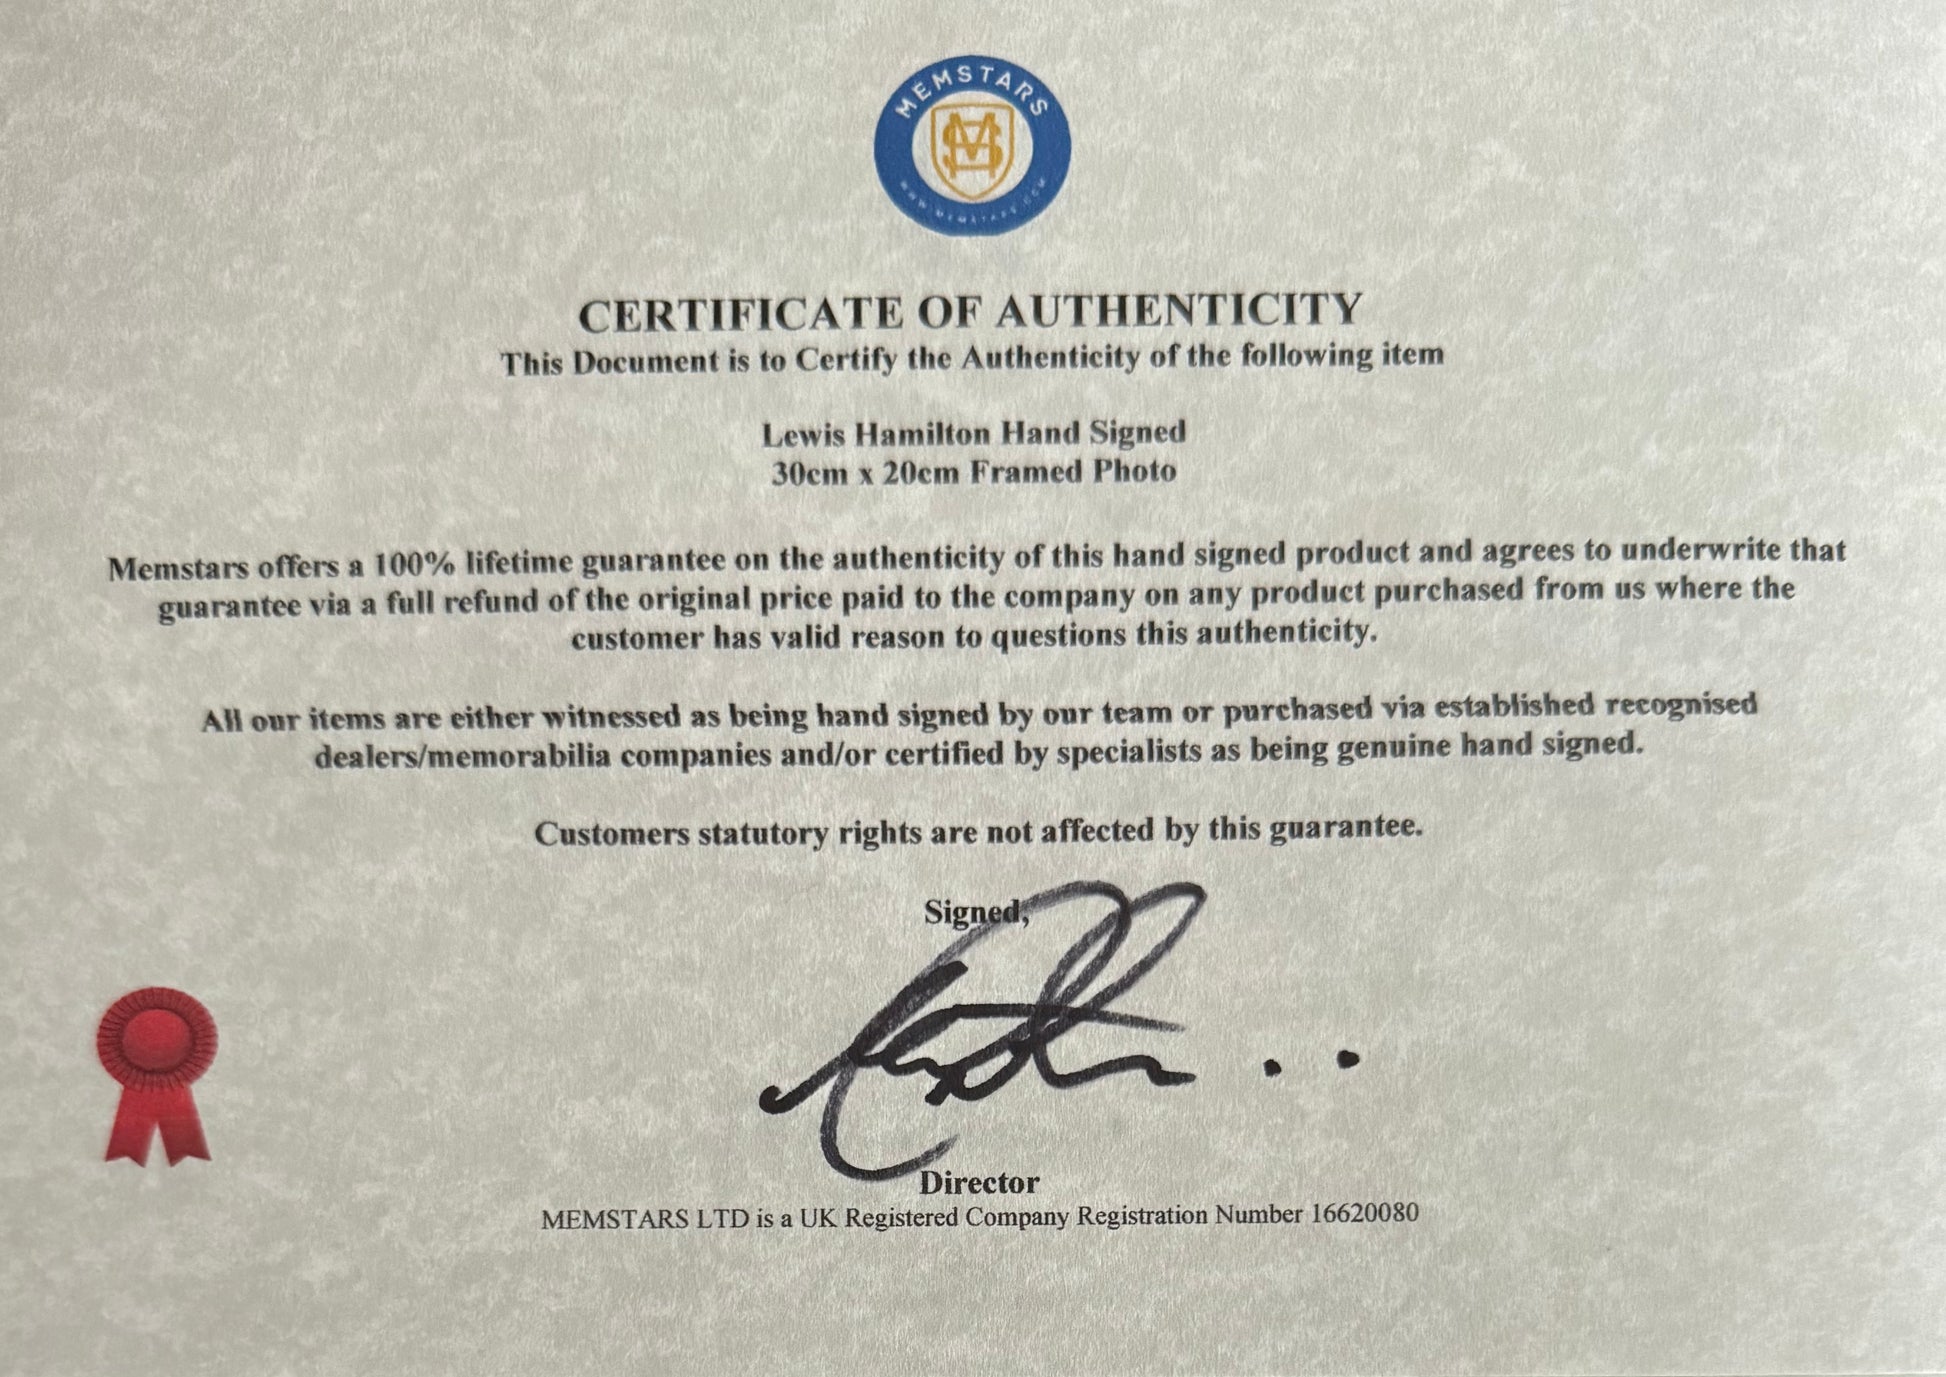 MEMSTARS
WWW.MEMSTARS.COM
CERTIFICATE OF AUTHENTICITY
This Document is to Certify the Authenticity of the following item
Lewis Hamilton Hand Signed
30cm x 20cm Framed Photo
Memstars offers a 100% lifetime guarantee on the authenticity of this hand signed product and agrees to underwrite that
guarantee via a full refund of the original price paid to the company on any product purchased from us where the
customer has valid reason to questions this authenticity.
All our items are either witnessed as being hand signed by our team or purchased via established recognised
dealers/memorabilia companies and/or certified by specialists as being genuine hand signed.
Customers statutory rights are not affected by this guarantee.
Signed,
Director
MEMSTARS LTD is a UK Registered Company Registration Number 16620080